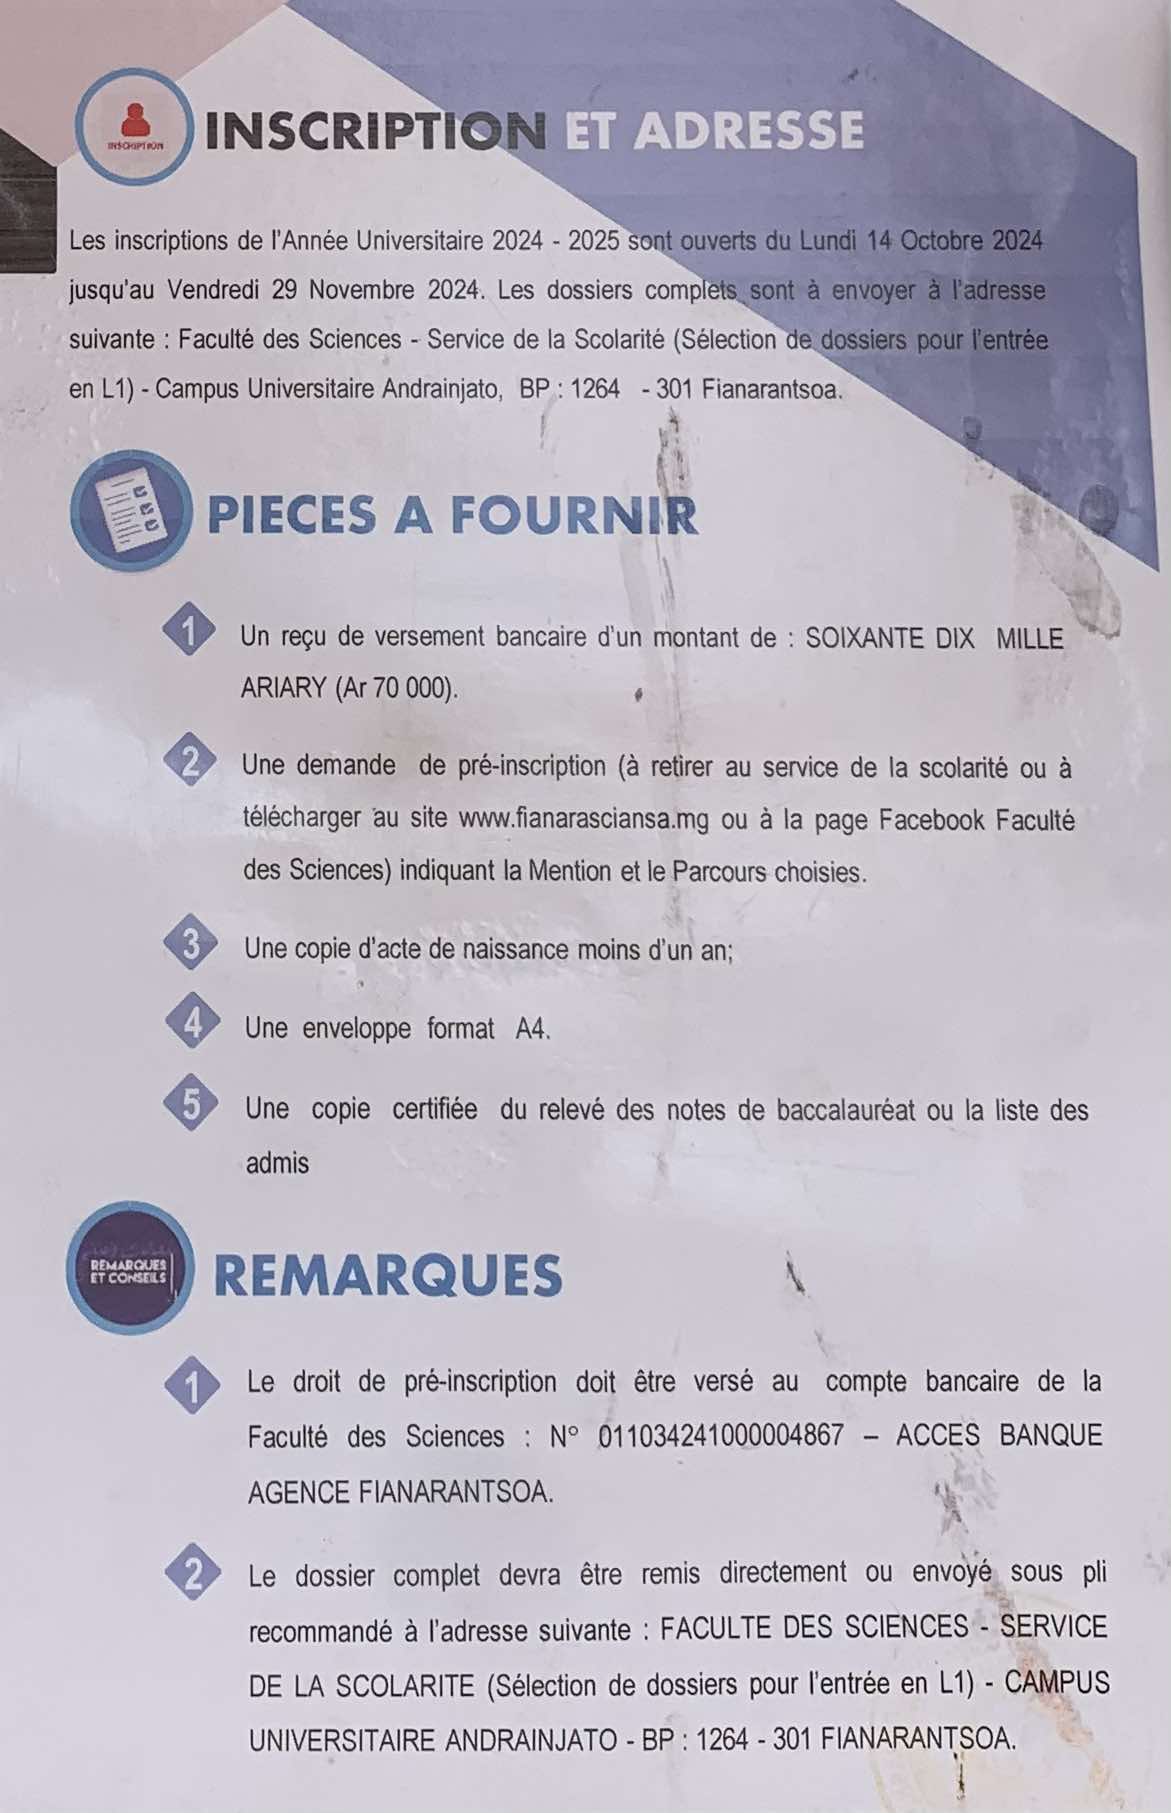 INSCRIPTION
INSCRIPTION ET ADRESSE
Les inscriptions de l'Année Universitaire 2024 - 2025 sont ouverts du Lundi 14 Octobre 2024
jusqu'au Vendredi 29 Novembre 2024. Les dossiers complets sont à envoyer à l'adresse
suivante : Faculté des Sciences - Service de la Scolarité (Sélection de dossiers pour l'entrée
en L1) - Campus Universitaire Andrainjato, BP : 1264 - 301 Fianarantsoa.
PIECES A FOURNIR
1 Un reçu de versement bancaire d'un montant de : SOIXANTE DIX MILLE
ARIARY (Ar 70 000).
2 Une demande de pré-inscription (à retirer au service de la scolarité ou à
télécharger au site www.fianarasciansa.mg ou à la page Facebook Faculté
des Sciences) indiquant la Mention et le Parcours choisies.
3 Une copie d'acte de naissance moins d'un an;
4 Une enveloppe format A4.
5 Une copie certifiée du relevé des notes de baccalauréat ou la liste des
admis
REMARQUES
ET CONSEILS
REMARQUES
1 Le droit de pré-inscription doit être versé au compte bancaire de la
Faculté des Sciences : N° 011034241000004867 – ACCES BANQUE
AGENCE FIANARANTSOA.
2 Le dossier complet devra être remis directement ou envoyé sous pli
recommandé à l'adresse suivante : FACULTE DES SCIENCES - SERVICE
DE LA SCOLARITE (Sélection de dossiers pour l'entrée en L1) - CAMPUS
UNIVERSITAIRE ANDRAINJATO - BP : 1264 - 301 FIANARANTSOA.